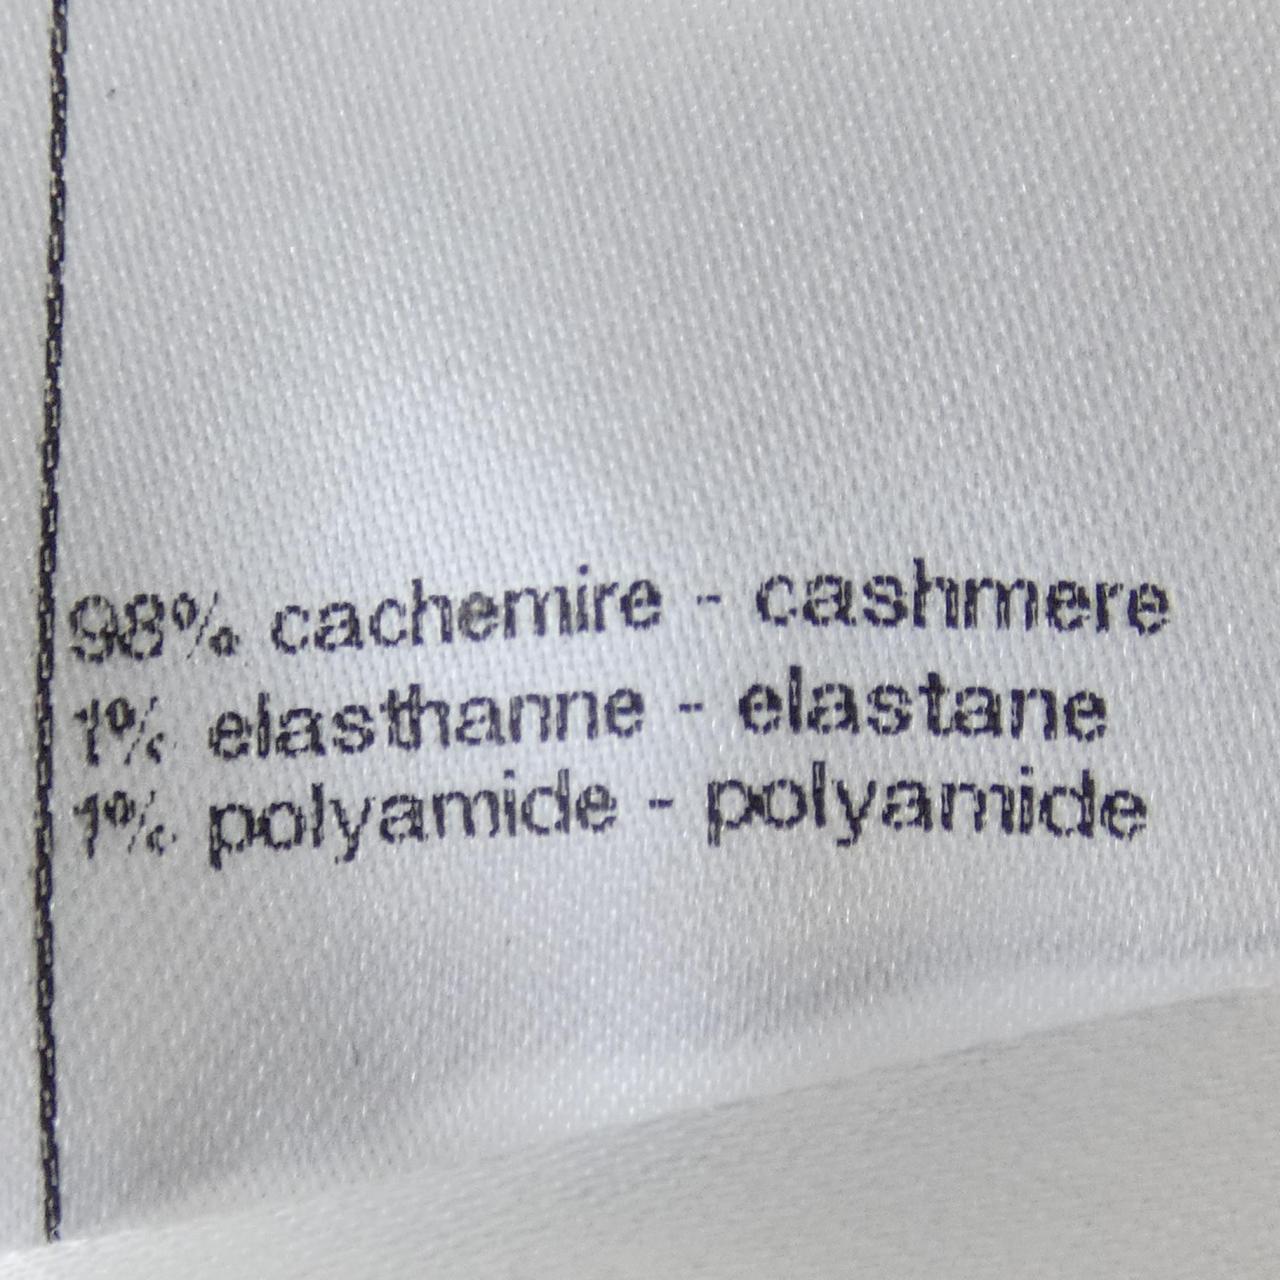 98% cachemire - cashmere
1% elasthanne - elastane
1% polyamide - polyamide